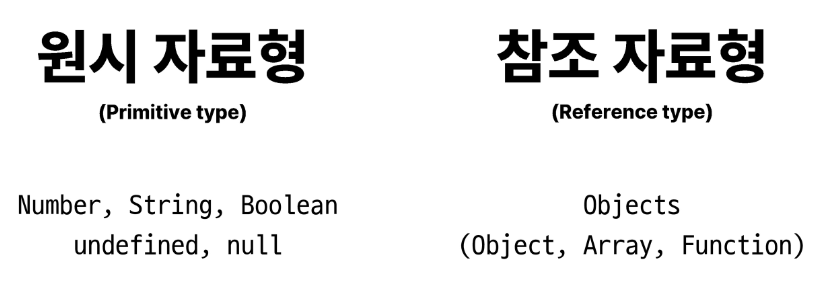 원시 자료형
(Primitive type)
Number, String, Boolean
undefined, null
참조 자료형
(Reference type)
Objects
(Object, Array, Function)